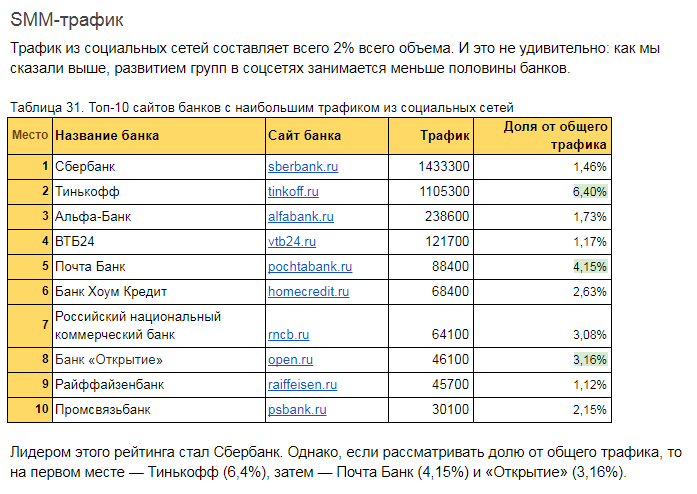 SMM-трафик
Трафик из социальных сетей составляет всего 2% всего объема. И это не удивительно: как мы
сказали выше, развитием групп в соцсетях занимается меньше половины банков.
Таблица 31. Топ-10 сайтов банков с наибольшим трафиком из социальных сетей
Место Название банка Сайт банка Трафик Доля от общего
трафика
1 Сбербанк sberbank.ru 1433300 1,46%
2 Тинькофф tinkoff.ru 1105300 6,40%
3 Альфа-Банк alfabank.ru 238600 1,73%
4 ВТБ24 vtb24.ru 121700 1,17%
5 Почта Банк pochtabank.ru 88400 4,15%
6 Банк Хоум Кредит homecredit.ru 68400 2,63%
7 Российский национальный
коммерческий банк rncb.ru 64100 3,08%
8 Банк «Открытие» open.ru 46100 3,16%
9 Райффайзенбанк raiffeisen.ru 45700 1,12%
10 Промсвязьбанк psbank.ru 30100 2,15%
Лидером этого рейтинга стал Сбербанк. Однако, если рассматривать долю от общего трафика, то
на первом месте — Тинькофф (6,4%), затем — Почта Банк (4,15%) и «Открытие» (3,16%).